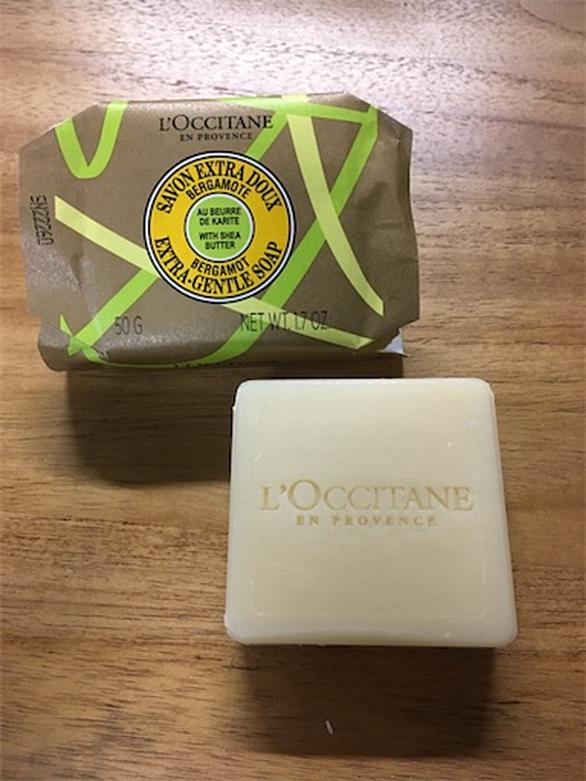 L'OCCITANE
EN PROVENCE
SAVON EXTRA DOUX
BERGAMOTE
AU BEURRE
DE KARITE
WITH SHEA
BUTTER
BERGAMOT
EXTRA-GENTLE SOAP
50 G NET WT. 1.7 OZ.
L'OCCITANE
EN PROVENCE